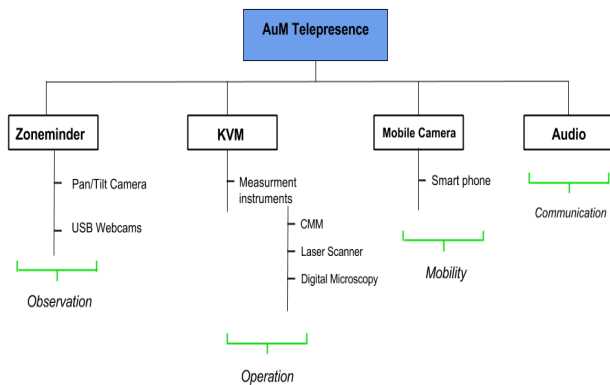 AuM Telepresence
Zoneminder
KVM
Mobile Camera
Audio
Pan/Tilt Camera
USB Webcams
Observation
Measurment
instruments
CMM
Laser Scanner
Digital Microscopy
Operation
Smart phone
Mobility
Communication